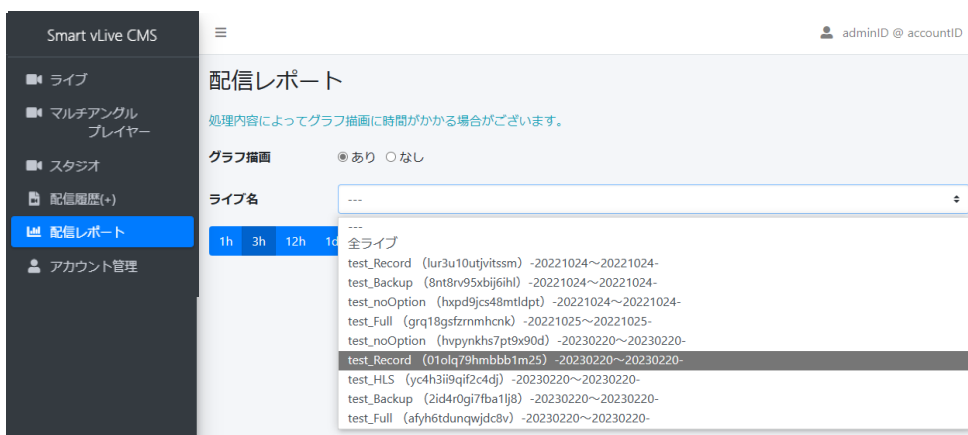 Smart vLive CMS
adminID @ accountID
ライブ
マルチアングル
プレイヤー
スタジオ
配信履歴(+)
配信レポート
アカウント管理
配信レポート
処理内容によってグラフ描画に時間がかかる場合がございます。
グラフ描画 あり なし
ライブ名 ---
1h 3h 12h 1d
---
全ライブ
test_Record （lur3u10utjvitssm）-20221024～20221024-
test_Backup （8nt8rv95xbij6ihl）-20221024～20221024-
test_noOption （hxpd9jcs48mtldpt）-20221024～20221024-
test_Full （grq18gsfzrnmhcnk）-20221025～20221025-
test_noOption （hvpynkhs7pt9x90d）-20230220～20230220-
test_Record （01olq79hmbbb1m25）-20230220～20230220-
test_HLS （yc4h3ii9qif2c4dj）-20230220～20230220-
test_Backup （2id4r0gi7fba1lj8）-20230220～20230220-
test_Full （afyh6tdunqwjdc8v）-20230220～20230220-